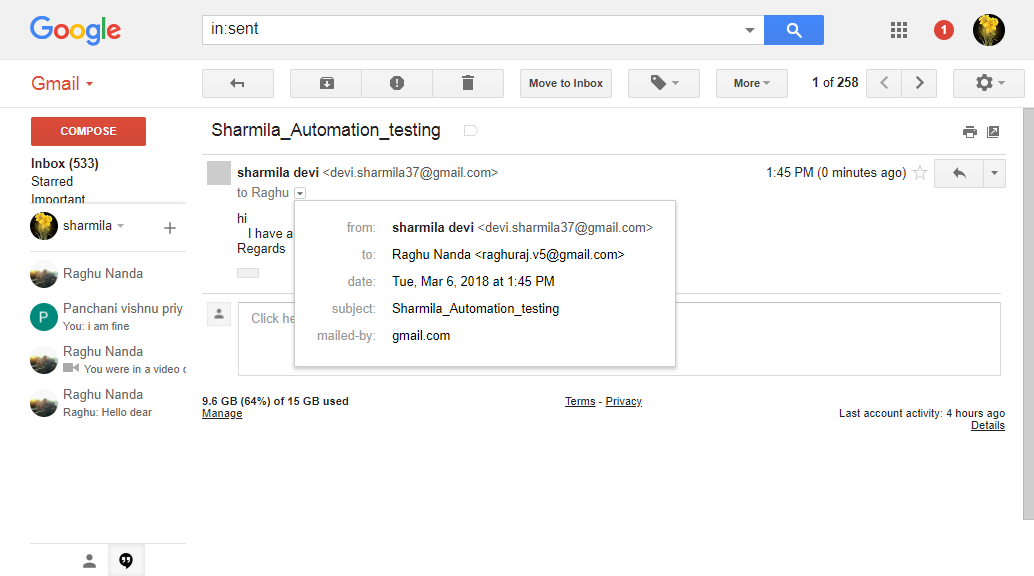 Google
in:sent
1
Gmail
Move to Inbox
More
1 of 258
COMPOSE
Inbox (533)
Starred
Important
sharmila
Raghu Nanda
P
Panchani vishnu priy
You: i am fine
Raghu Nanda
You were in a video c
Raghu Nanda
Raghu: Hello dear
Sharmila_Automation_testing
sharmila devi <devi.sharmila37@gmail.com>
1:45 PM (0 minutes ago)
to Raghu
hi
I have a
Regards
from: sharmila devi <devi.sharmila37@gmail.com>
to: Raghu Nanda <raghuraj.v5@gmail.com>
date: Tue, Mar 6, 2018 at 1:45 PM
subject: Sharmila_Automation_testing
mailed-by: gmail.com
Click he
9.6 GB (64%) of 15 GB used
Manage
Terms - Privacy
Last account activity: 4 hours ago
Details